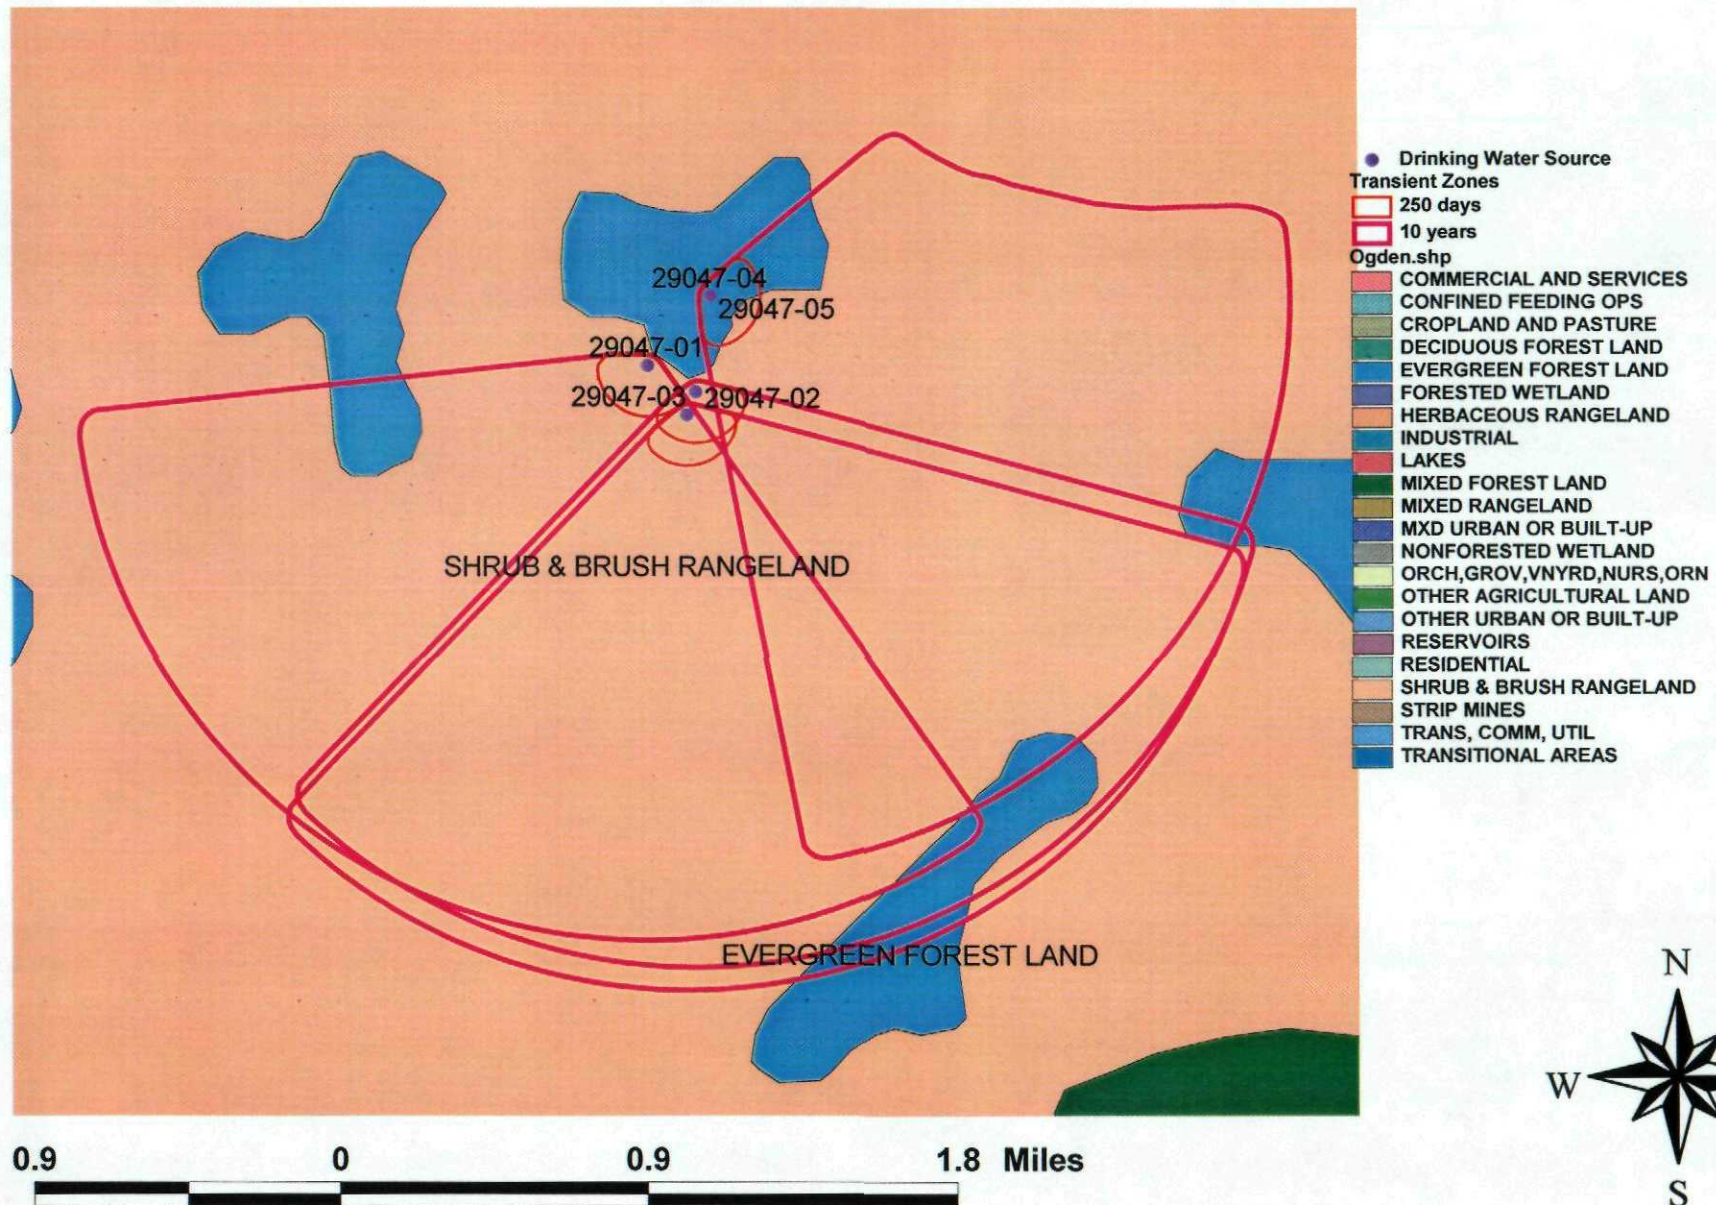 29047-04
29047-05
29047-01
29047-03 29047-02
SHRUB & BRUSH RANGELAND
EVERGREEN FOREST LAND
Drinking Water Source
Transient Zones
250 days
10 years
Ogden.shp
COMMERCIAL AND SERVICES
CONFINED FEEDING OPS
CROPLAND AND PASTURE
DECIDUOUS FOREST LAND
EVERGREEN FOREST LAND
FORESTED WETLAND
HERBACEOUS RANGELAND
INDUSTRIAL
LAKES
MIXED FOREST LAND
MIXED RANGELAND
MXD URBAN OR BUILT-UP
NONFORESTED WETLAND
ORCH,GROV,VNYRD,NURS,ORN
OTHER AGRICULTURAL LAND
OTHER URBAN OR BUILT-UP
RESERVOIRS
RESIDENTIAL
SHRUB & BRUSH RANGELAND
STRIP MINES
TRANS, COMM, UTIL
TRANSITIONAL AREAS
N
W
S
0.9 0 0.9 1.8 Miles